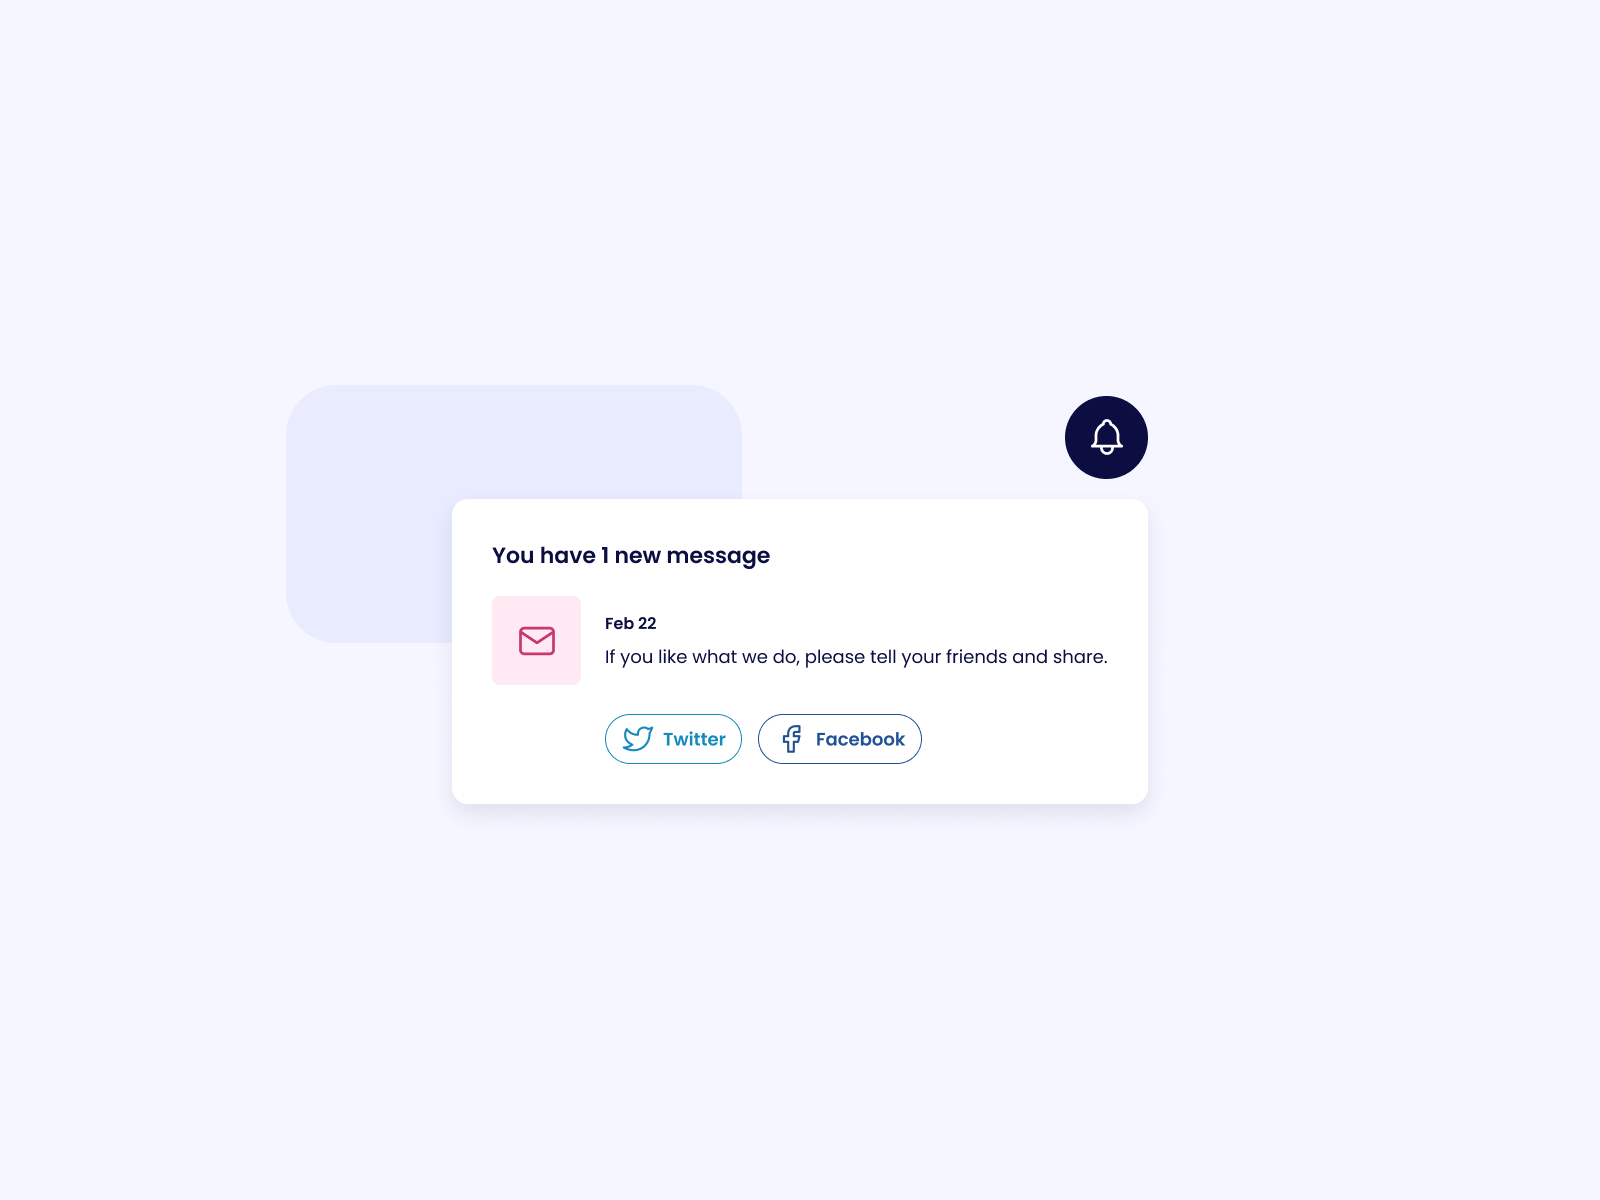 You have 1 new message
Feb 22
If you like what we do, please tell your friends and share.
Twitter
Facebook